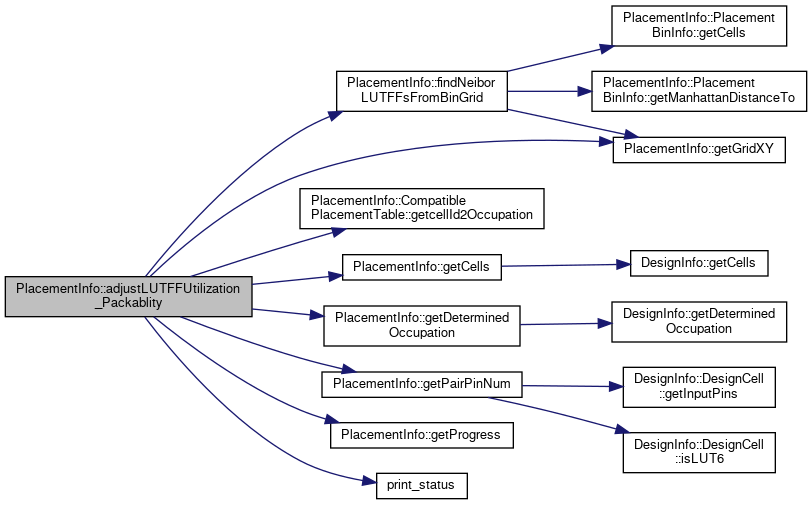 PlacementInfo::adjustLUTFFUtilization
_Packablity
PlacementInfo::findNeibor
LUTFFsFromBinGrid
PlacementInfo::Compatible
PlacementTable::getcellId2Occupation
PlacementInfo::getCells
PlacementInfo::getDetermined
Occupation
PlacementInfo::getPairPinNum
PlacementInfo::getProgress
print_status
PlacementInfo::Placement
BinInfo::getCells
PlacementInfo::Placement
BinInfo::getManhattanDistanceTo
PlacementInfo::getGridXY
DesignInfo::getCells
DesignInfo::getDetermined
Occupation
DesignInfo::DesignCell
::getInputPins
DesignInfo::DesignCell
::isLUT6